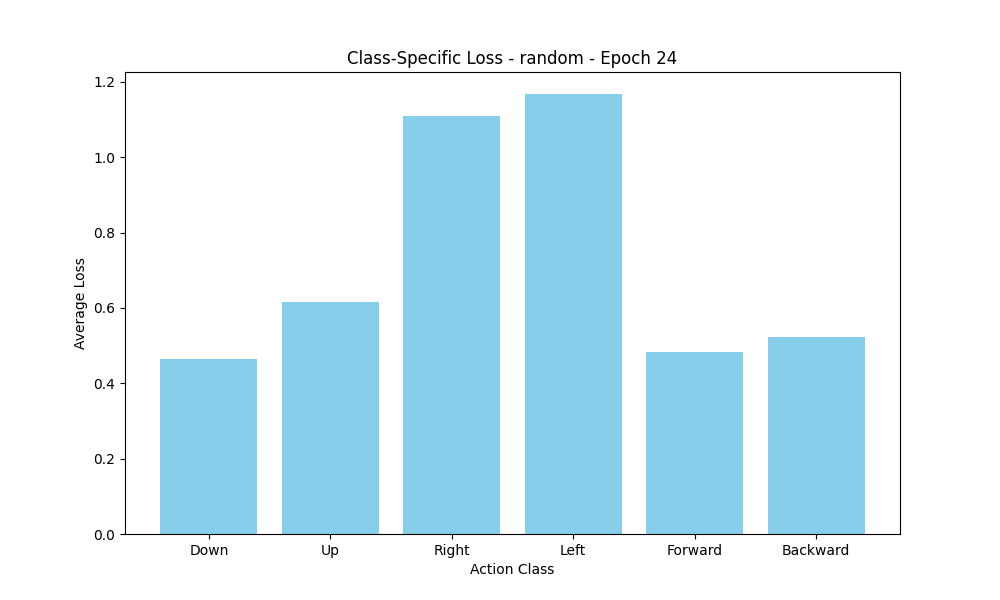 Class-Specific Loss - random - Epoch 24
1.2
1.0
0.8
0.6
0.4
0.2
0.0
Average Loss
Down Up Right Left Forward Backward
Action Class